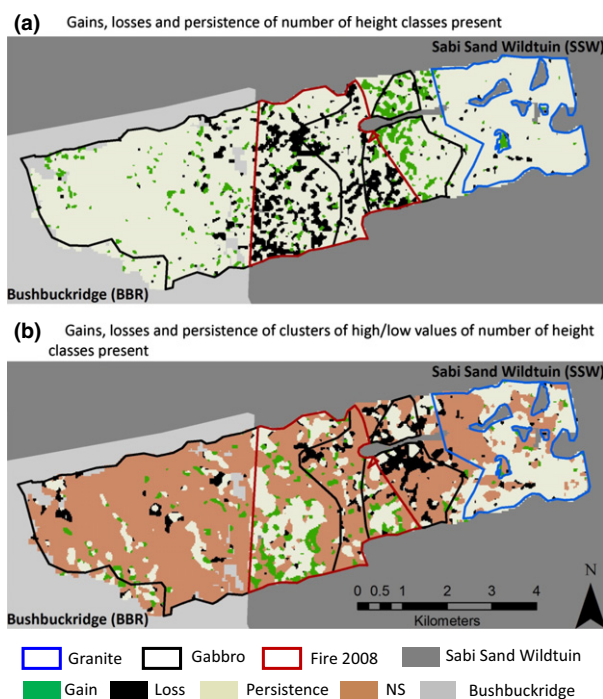 (a) Gains, losses and persistence of number of height classes present
Sabi Sand Wildtuin (SSW)
Bushbuckridge (BBR)
(b) Gains, losses and persistence of clusters of high/low values of number of height
classes present
Sabi Sand Wildtuin (SSW)
Bushbuckridge (BBR)
N
0 0.5 1 2 3 4
Kilometers
Granite Gabbro Fire 2008 Sabi Sand Wildtuin
Gain Loss Persistence NS Bushbuckridge